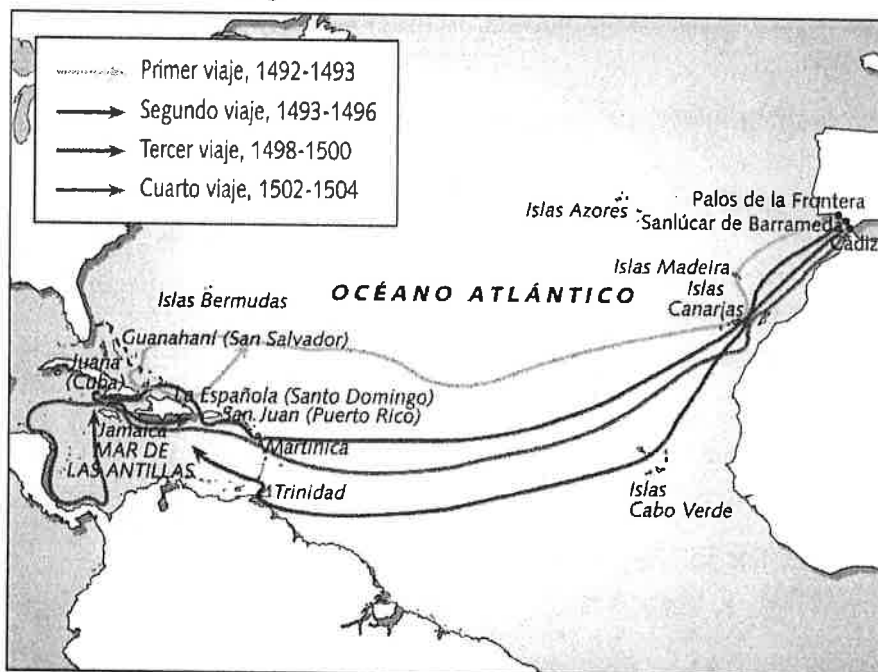 Primer viaje, 1492-1493
Segundo viaje, 1493-1496
Tercer viaje, 1498-1500
Cuarto viaje, 1502-1504
Islas Azores
Palos de la Frontera
Sanlúcar de Barrameda
Cádiz
Islas Madeira
Islas
Canarias
OCÉANO ATLÁNTICO
Islas Bermudas
Guanahaní (San Salvador)
Juana
(Cuba)
La Española (Santo Domingo)
San Juan (Puerto Rico)
Jamaica
Martinica
MAR DE
LAS ANTILLAS
Trinidad
Islas
Cabo Verde